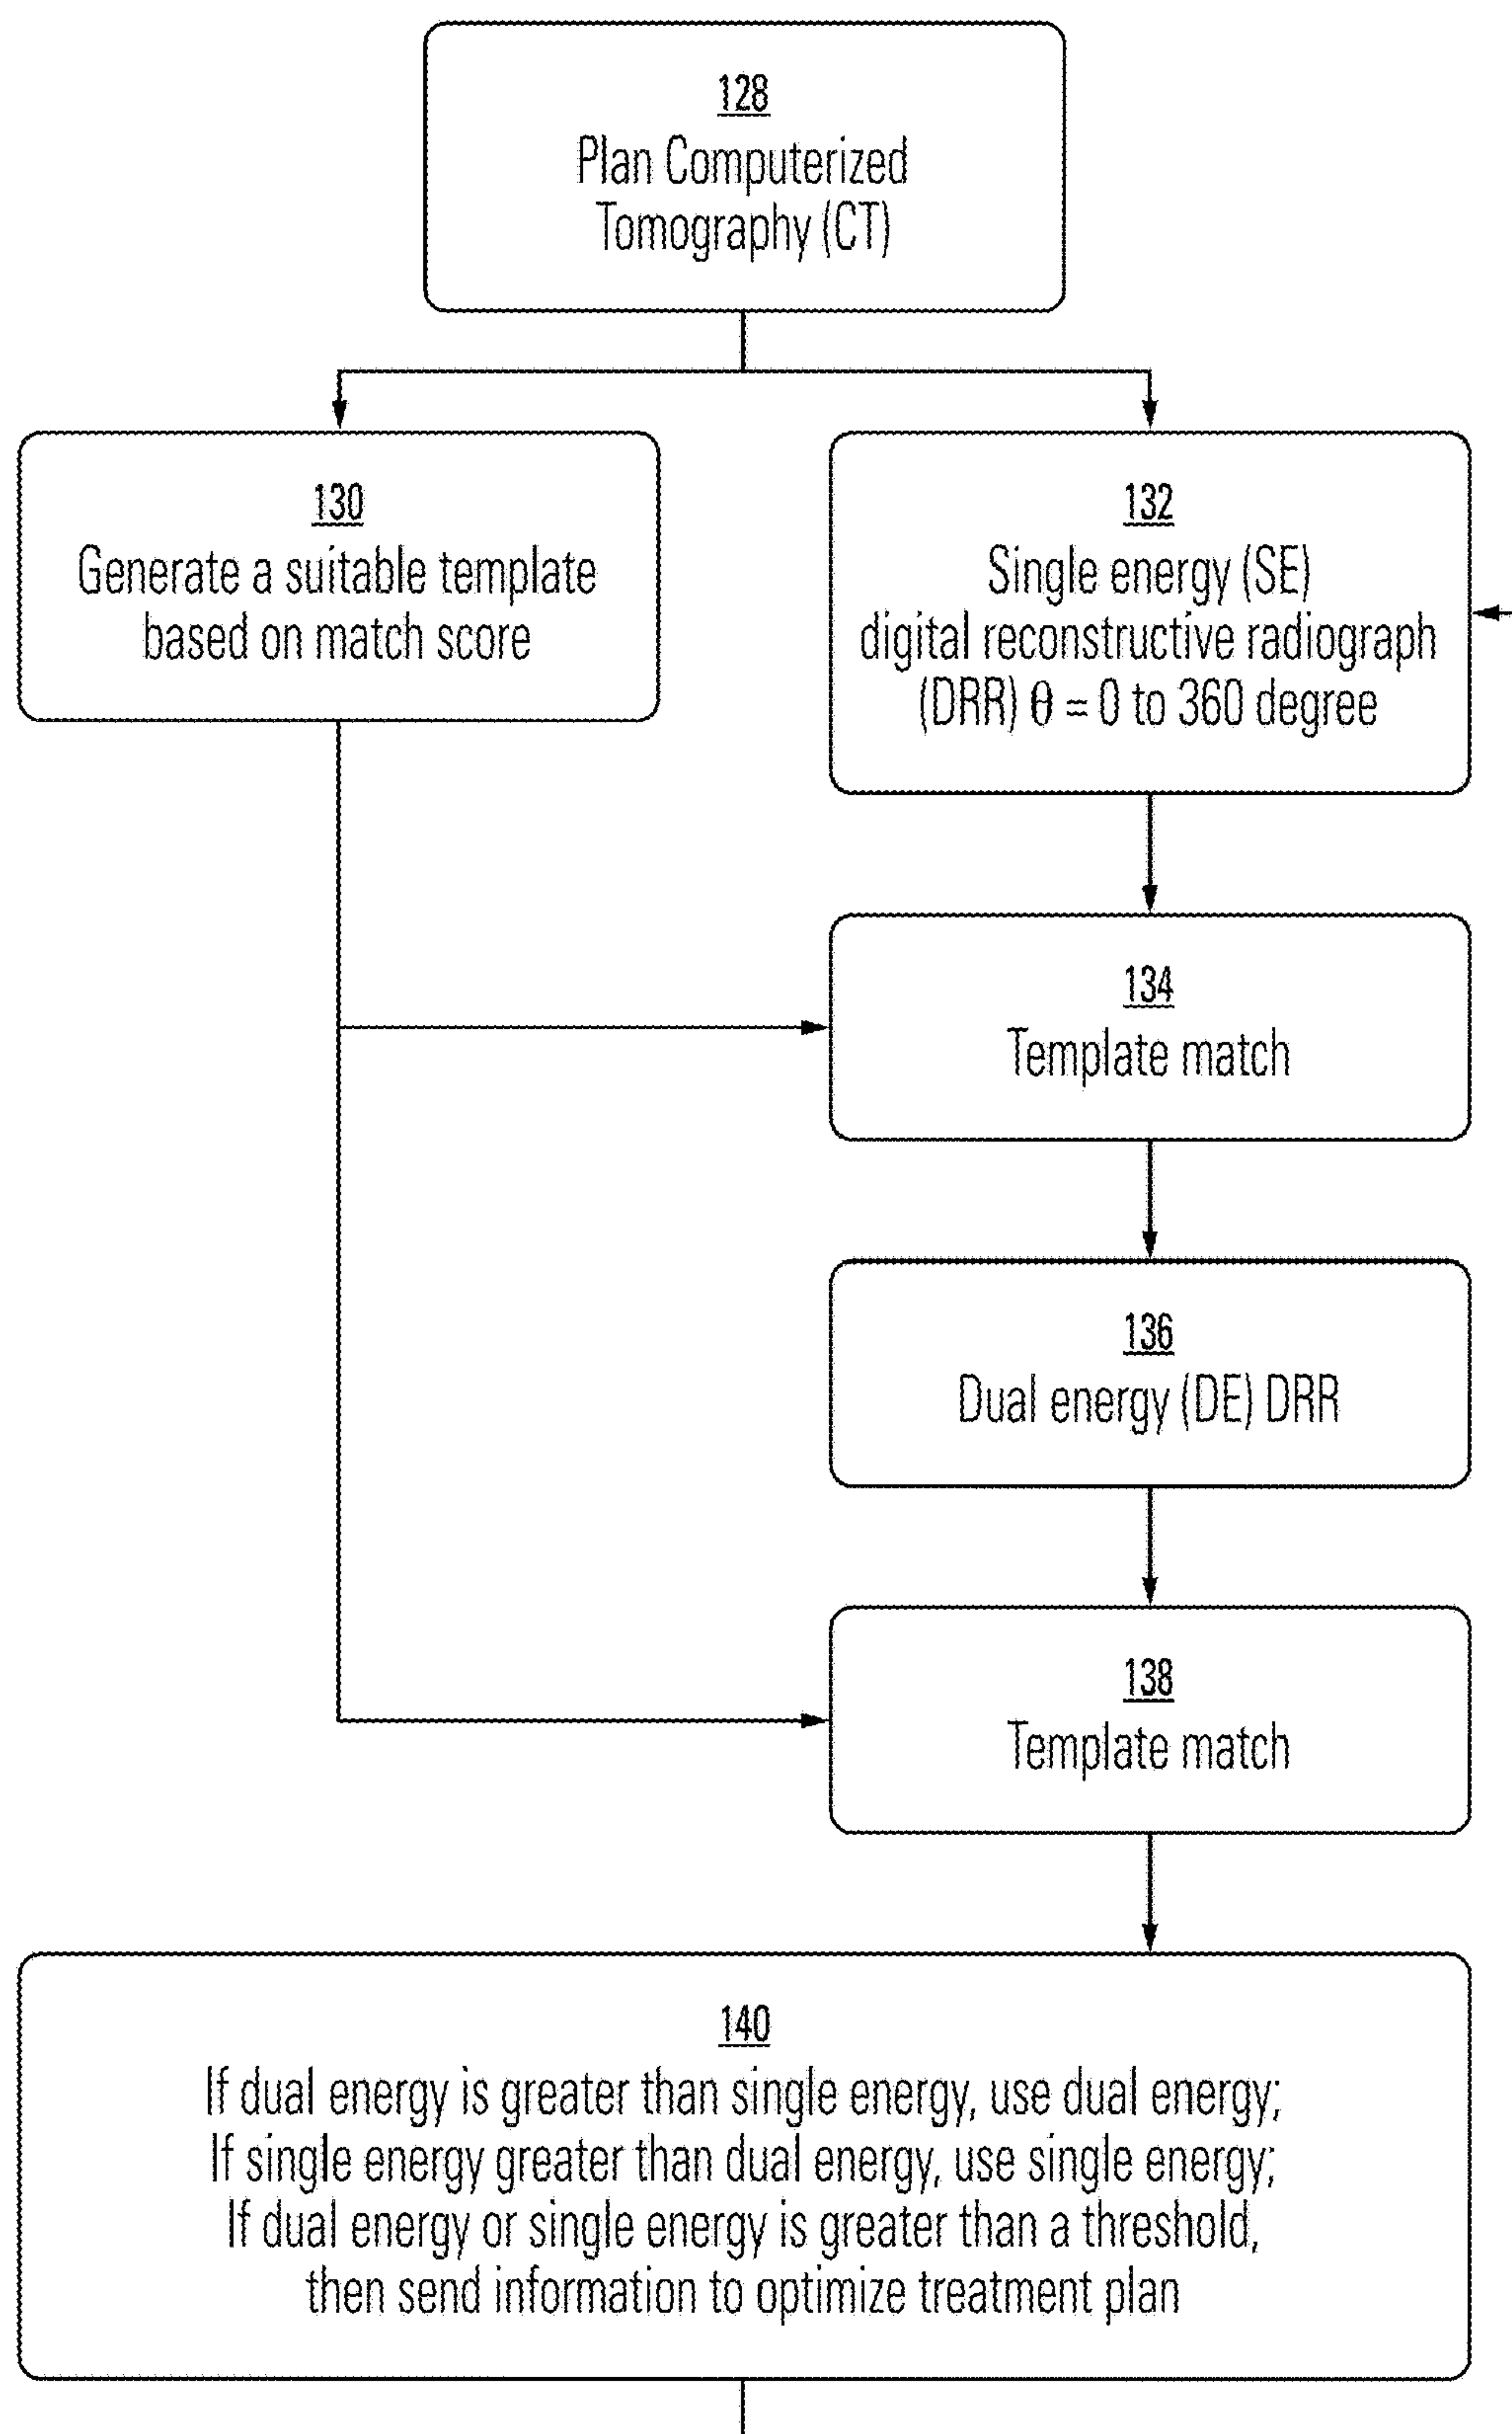 128
Plan Computerized
Tomography (CT)
130
Generate a suitable template
based on match score
132
Single energy (SE)
digital reconstructive radiograph
(DRR) θ = 0 to 360 degree
134
Template match
136
Dual energy (DE) DRR
138
Template match
140
If dual energy is greater than single energy, use dual energy;
If single energy greater than dual energy, use single energy;
If dual energy or single energy is greater than a threshold,
then send information to optimize treatment plan